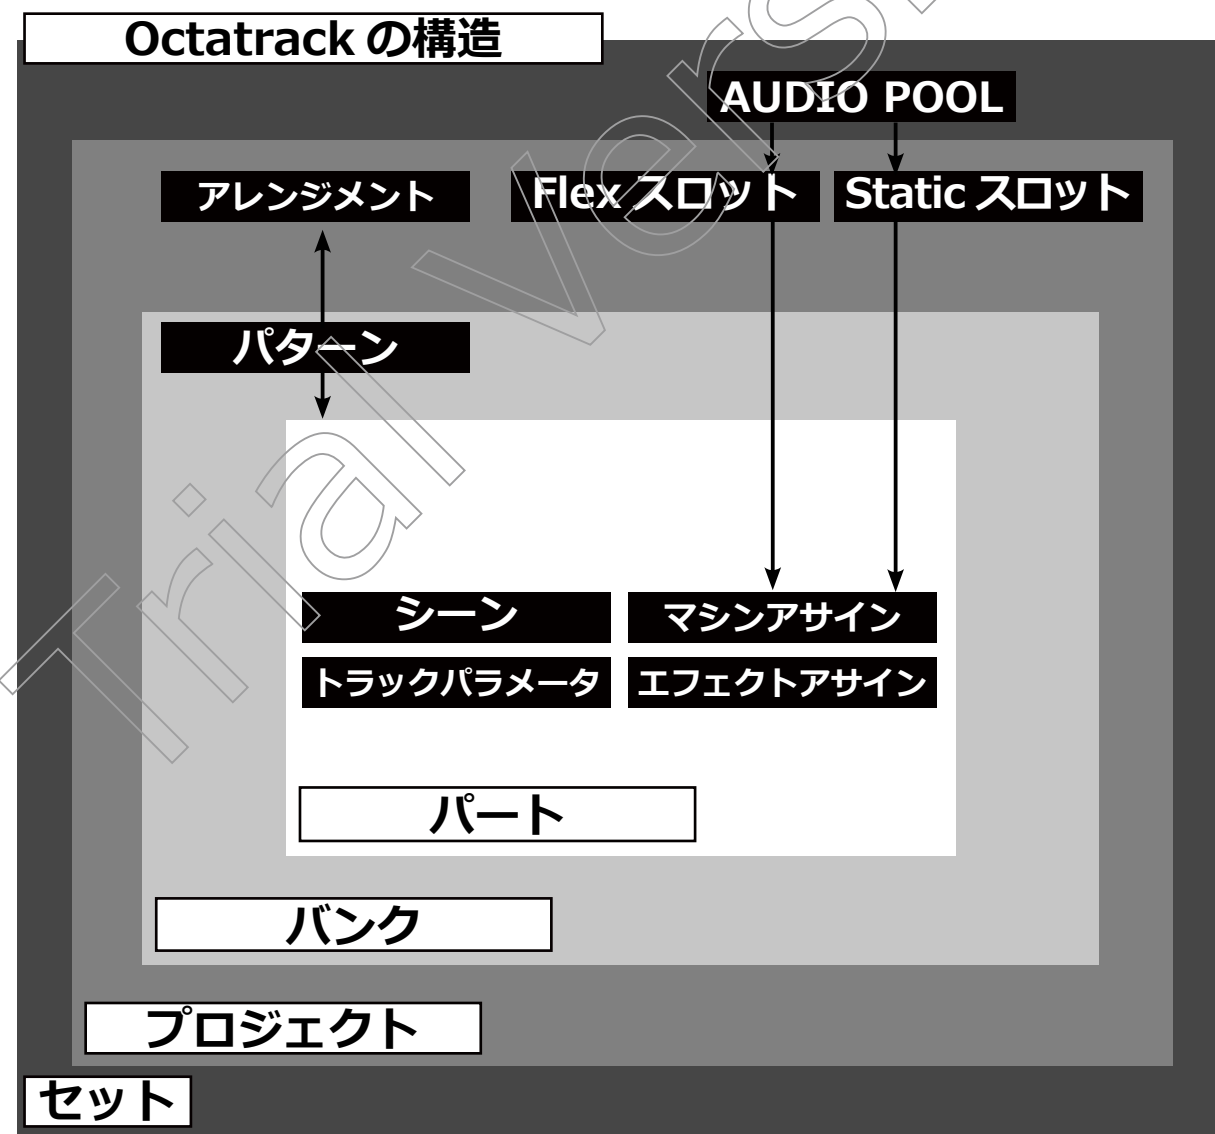 Octatrack の構造
AUDIO POOL
アレンジメント
Flex スロット
Static スロット
パターン
シーン
マシンアサイン
トラックパラメータ
エフェクトアサイン
パート
バンク
プロジェクト
セット
Trial Vers